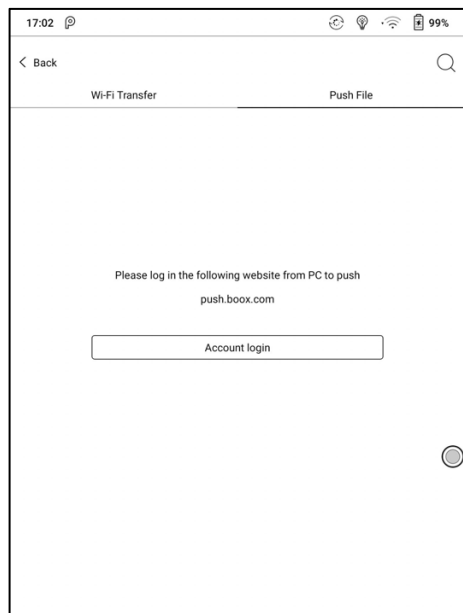 17:02 99%
Back
Wi-Fi Transfer Push File
Please log in the following website from PC to push
push.boox.com
Account login